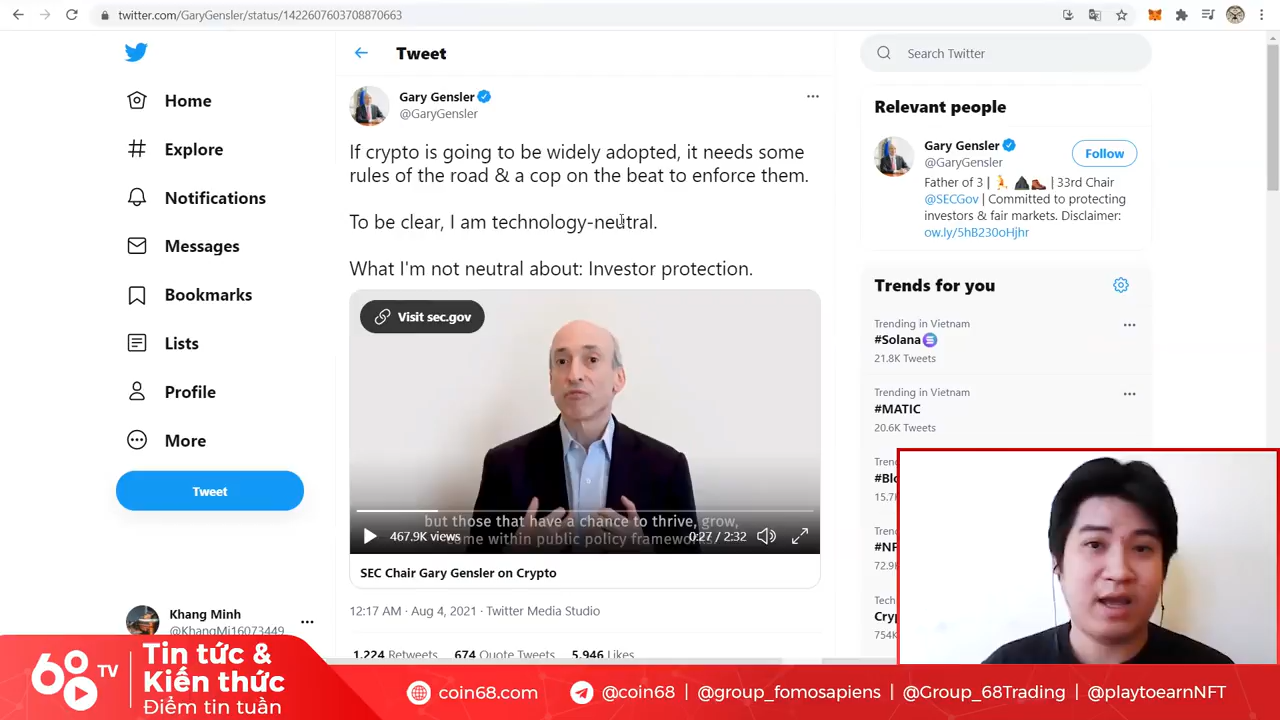 twitter.com/GaryGensler/status/1422607603708870663
Home
Explore
Notifications
Messages
Bookmarks
Lists
Profile
More
Tweet
Khang Minh
@KhangMi16073449
Tweet
Gary Gensler
@GaryGensler
If crypto is going to be widely adopted, it needs some
rules of the road & a cop on the beat to enforce them.
To be clear, I am technology-neutral.
What I'm not neutral about: Investor protection.
Visit sec.gov
but those that have a chance to thrive, grow,
come within public policy frameworks
467.9K views
0:27 / 2:32
SEC Chair Gary Gensler on Crypto
12:17 AM · Aug 4, 2021 · Twitter Media Studio
1,224 Retweets 674 Quote Tweets 5,946 Likes
Search Twitter
Relevant people
Gary Gensler
@GaryGensler
Follow
Father of 3 | | 33rd Chair
@SECGov | Committed to protecting
investors & fair markets. Disclaimer:
ow.ly/5hB230oHjhr
Trends for you
Trending in Vietnam
#Solana
21.8K Tweets
Trending in Vietnam
#MATIC
20.6K Tweets
68 TV
Tin tức &
Kiến thức
Điểm tin tuần
coin68.com
@coin68 | @group_fomosapiens | @Group_68Trading | @playtoearnNFT